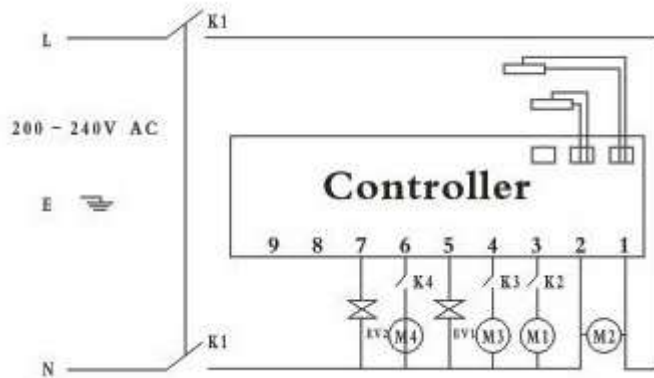 L K1
200-240V AC
E
Controller
9 8 7 6 5 4 3 2 1
K4 K3 K2
EV2 M4 EV1 M3 M1 M2
N K1